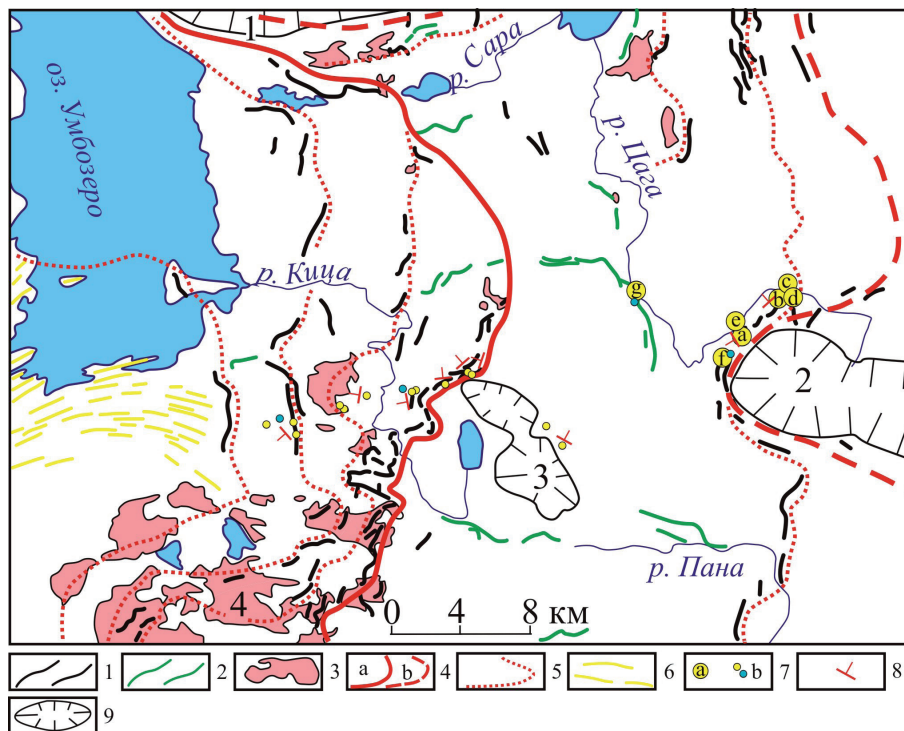 1
р. Сара
оз. Умбозеро
р. Цага
р. Кица
g
c
b
d
e
a
f
2
3
р. Пана
4
0 4 8 км
1
2
3
a b 4
5
6
a b 7
8
9